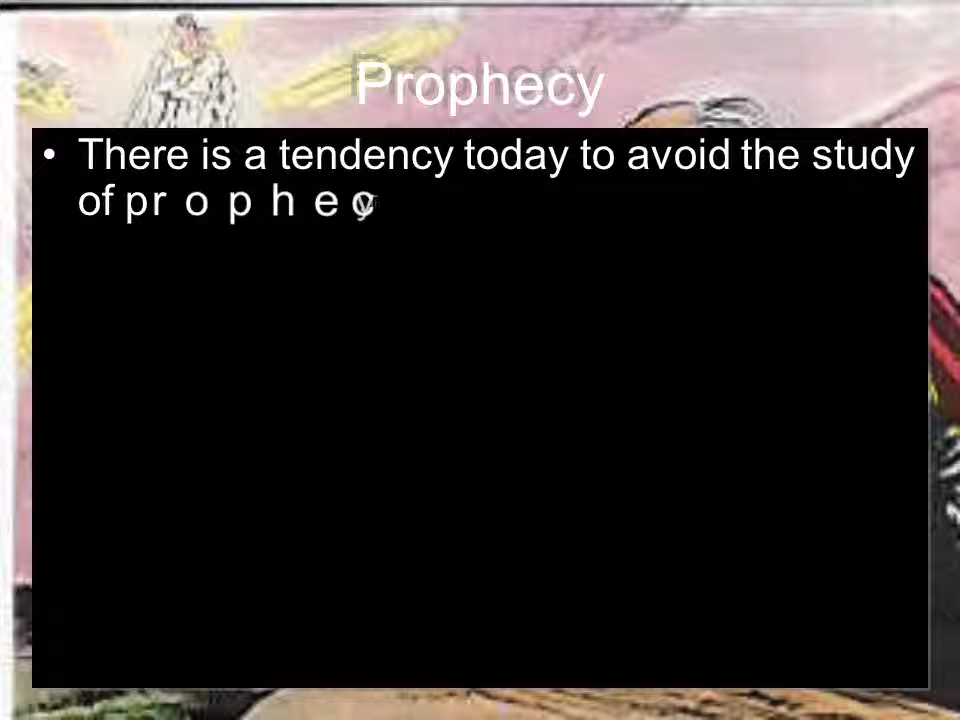 Prophecy
• There is a tendency today to avoid the study
of prophecy